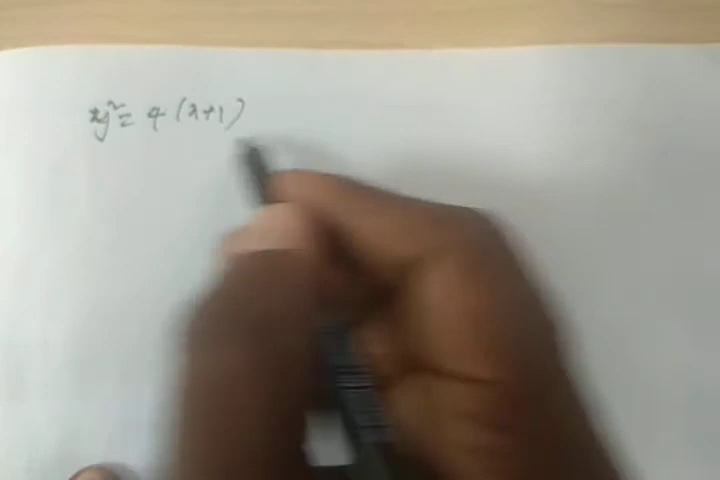 y² = 4 (x+1)